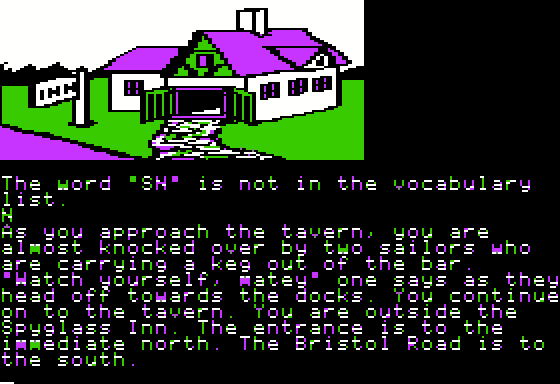 INN
The word "SN" is not in the vocabulary
list.
N
As you approach the tavern, you are
almost knocked over by two sailors who
are carrying a keg out of the bar.
"Watch yourself, matey" one says as they
head off towards the docks. You continue
on to the tavern. You are outside the
Spyglass Inn. The entrance is to the
immediate north. The Bristol Road is to
the south.